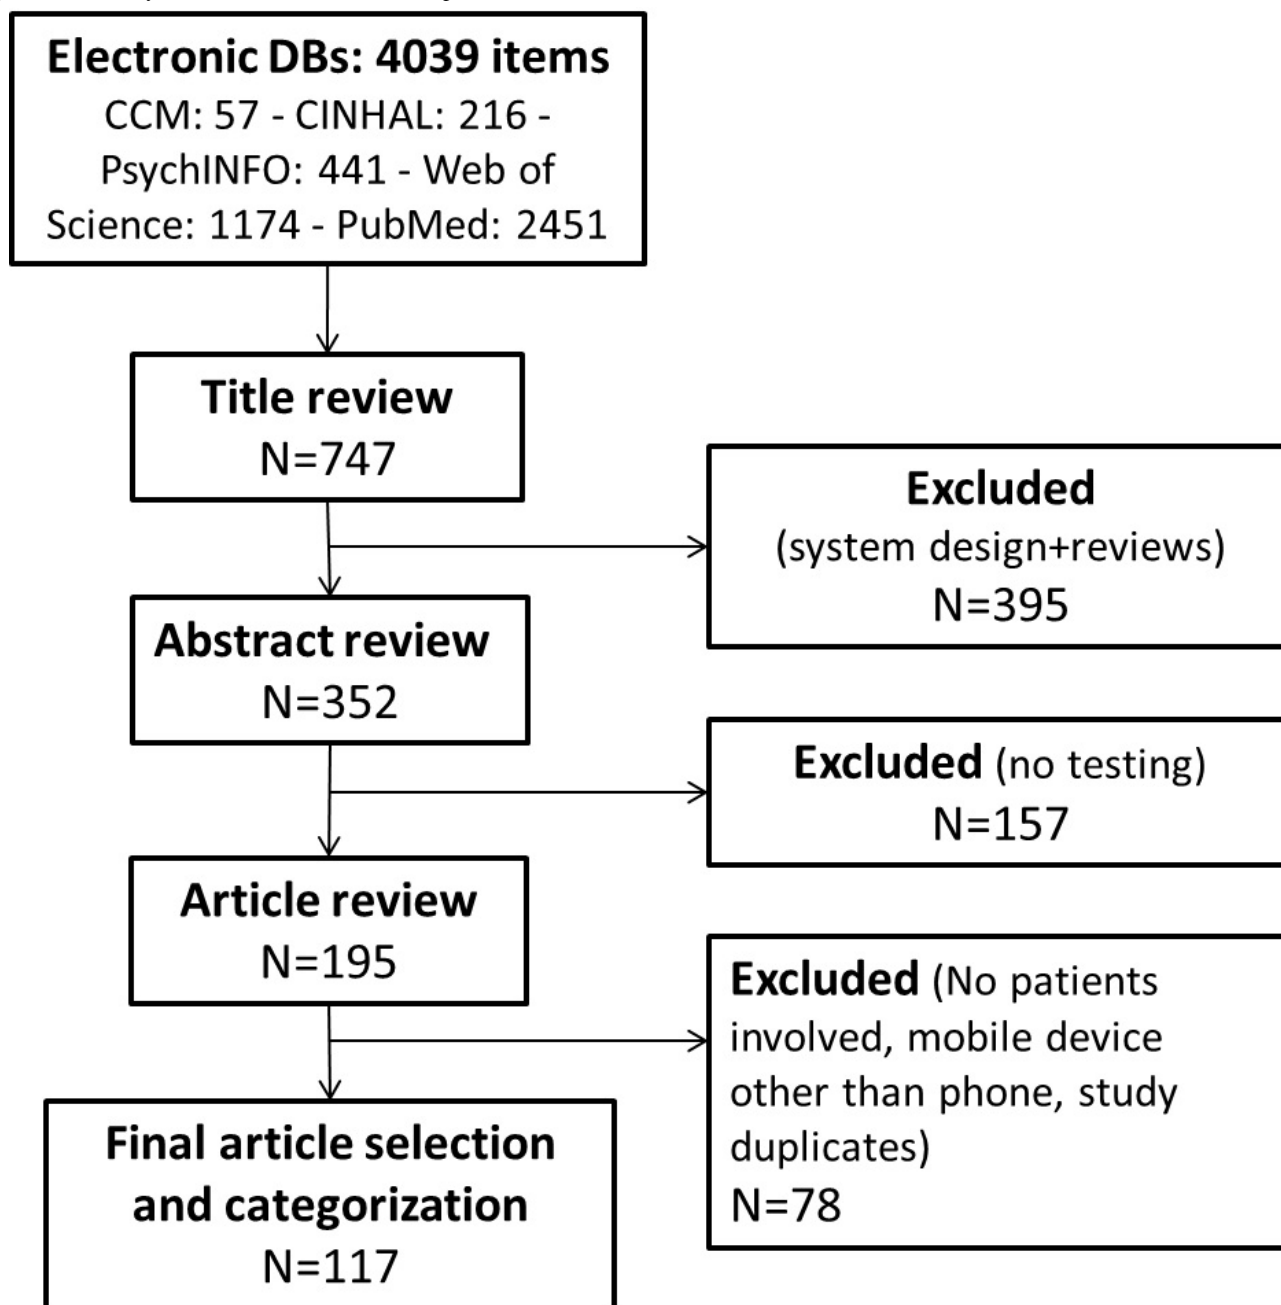 Electronic DBs: 4039 items
CCM: 57 - CINHAL: 216 -
PsychINFO: 441 - Web of
Science: 1174 - PubMed: 2451
Title review
N=747
Excluded
(system design+reviews)
N=395
Abstract review
N=352
Excluded (no testing)
N=157
Article review
N=195
Excluded (No patients
involved, mobile device
other than phone, study
duplicates)
N=78
Final article selection
and categorization
N=117